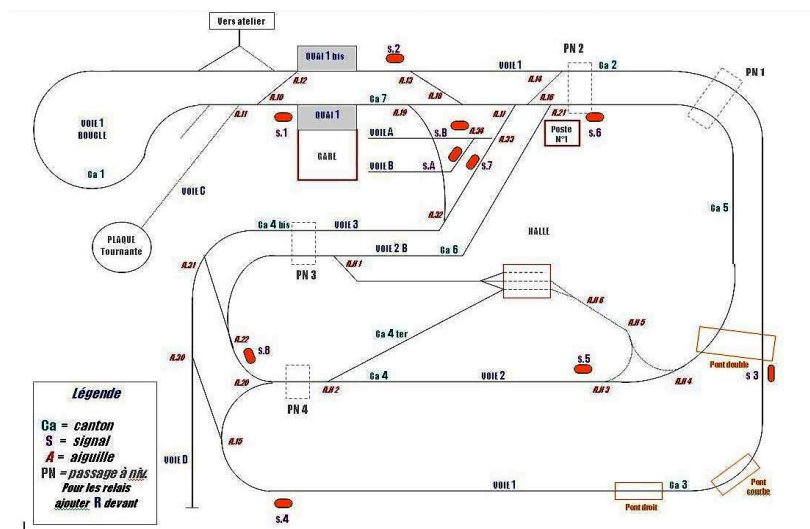 Vers atelier
QUAI 1 bis
s.2
PN 2
A.12
A.13
VOIE 1
A.14
Ca 2
PN 1
A.10
Ca 7
A.18
A.16
A.11
A.19
A.17
A.21
VOIE 1
BOUCLE
QUAI 1
s.1
VOIE A
s.B
A.34
A.33
Poste
N°1
s.6
GARE
VOIE B
s.A
s.7
Ca 1
VOIE C
Ca 5
A.32
Ca 4 bis
VOIE 3
HALLE
PLAQUE
Tournante
VOIE 2 B
Ca 6
A.31
PN 3
A.H 1
A.H 6
A.H 5
Ca 4 ter
A.22
s.8
A.30
s.5
Pont double
s 3
A.20
PN 4
A.H 2
Ca 4
VOIE 2
A.H 3
A.H 4
Légende
Ca = canton
S = signal
A = aiguille
PN = passage à niv.
Pour les relais
ajouter R devant
VOIE D
A.15
Pont
courbe
VOIE 1
Ca 3
Pont droit
s.4